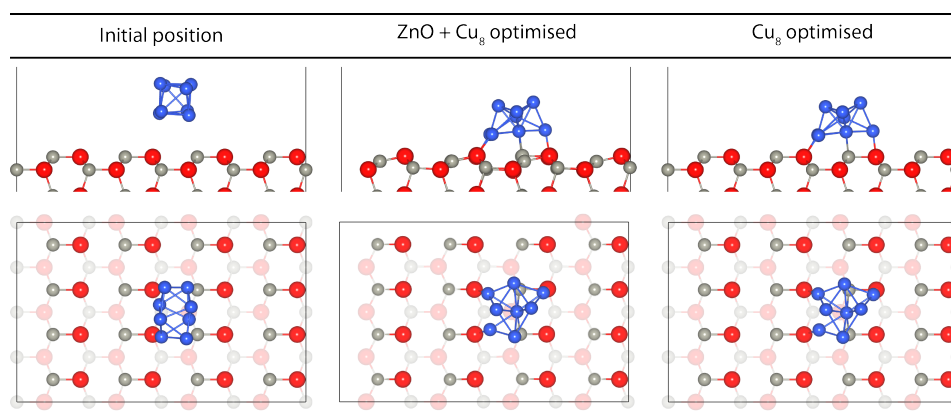 Initial position
ZnO + Cu₈ optimised
Cu₈ optimised